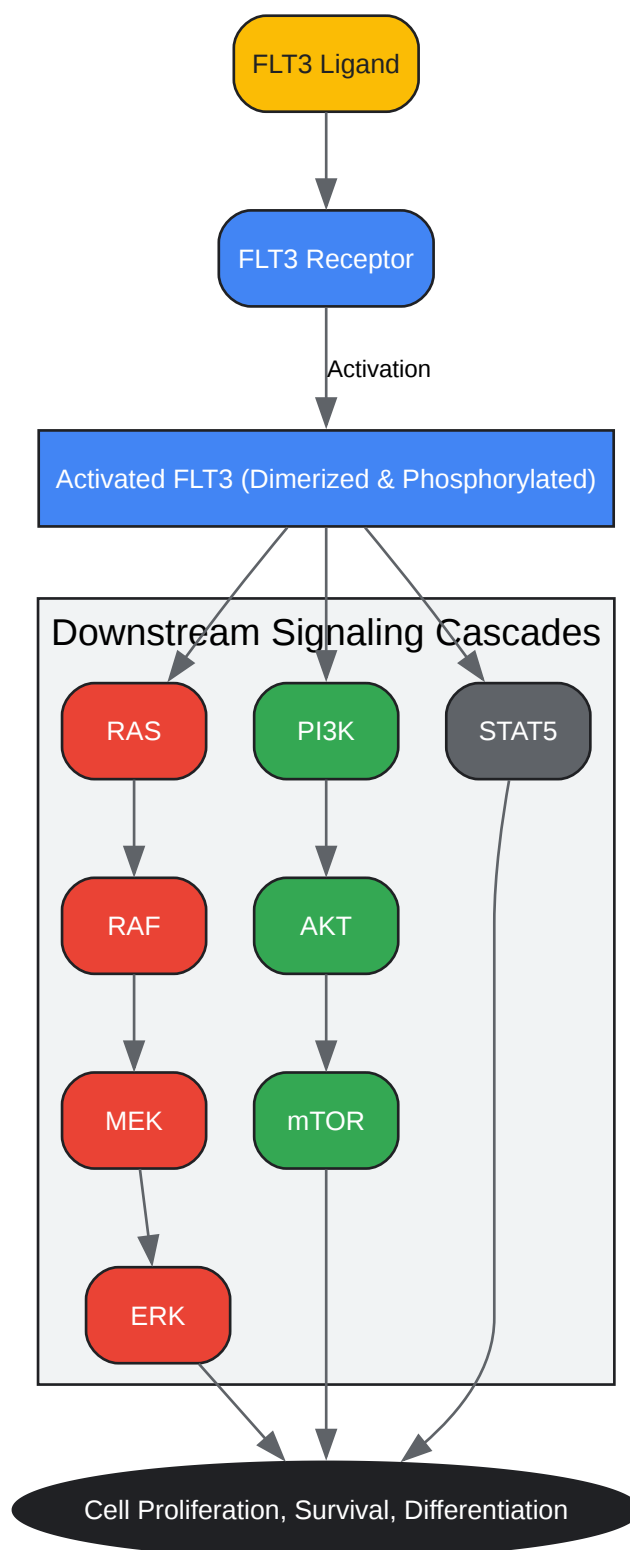 FLT3 Ligand
FLT3 Receptor
Activation
Activated FLT3 (Dimerized & Phosphorylated)
Downstream Signaling Cascades
RAS
PI3K
STAT5
RAF
AKT
MEK
mTOR
ERK
Cell Proliferation, Survival, Differentiation